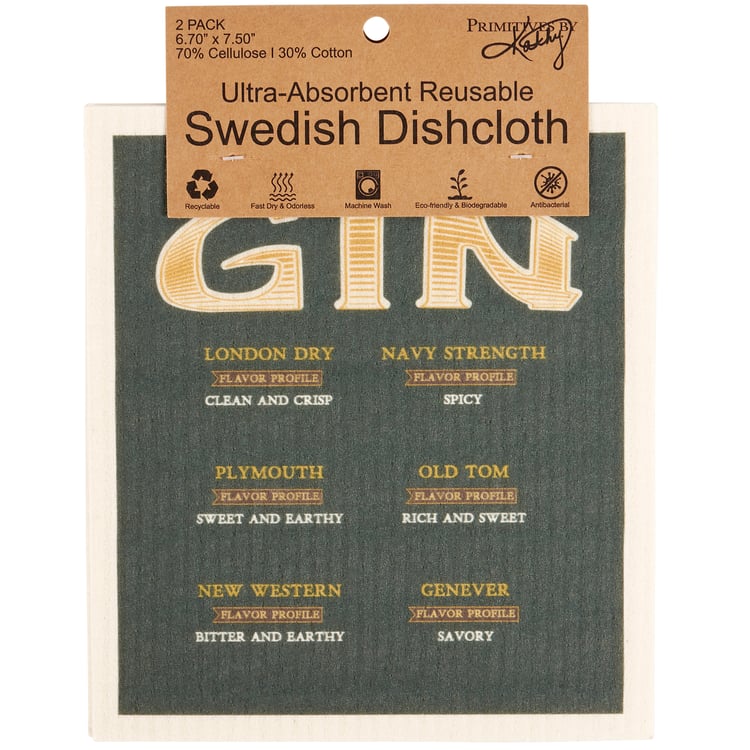 2 PACK
6.70" x 7.50"
70% Cellulose I 30% Cotton
PRIMITIVES BY
Kathy
Ultra-Absorbent Reusable
Swedish Dishcloth
Recyclable
Fast Dry & Odorless
Machine Wash
Eco-friendly & Biodegradable
Antibacterial
GIN
LONDON DRY
FLAVOR PROFILE
CLEAN AND CRISP
NAVY STRENGTH
FLAVOR PROFILE
SPICY
PLYMOUTH
FLAVOR PROFILE
SWEET AND EARTHY
OLD TOM
FLAVOR PROFILE
RICH AND SWEET
NEW WESTERN
FLAVOR PROFILE
BITTER AND EARTHY
GENEVER
FLAVOR PROFILE
SAVORY